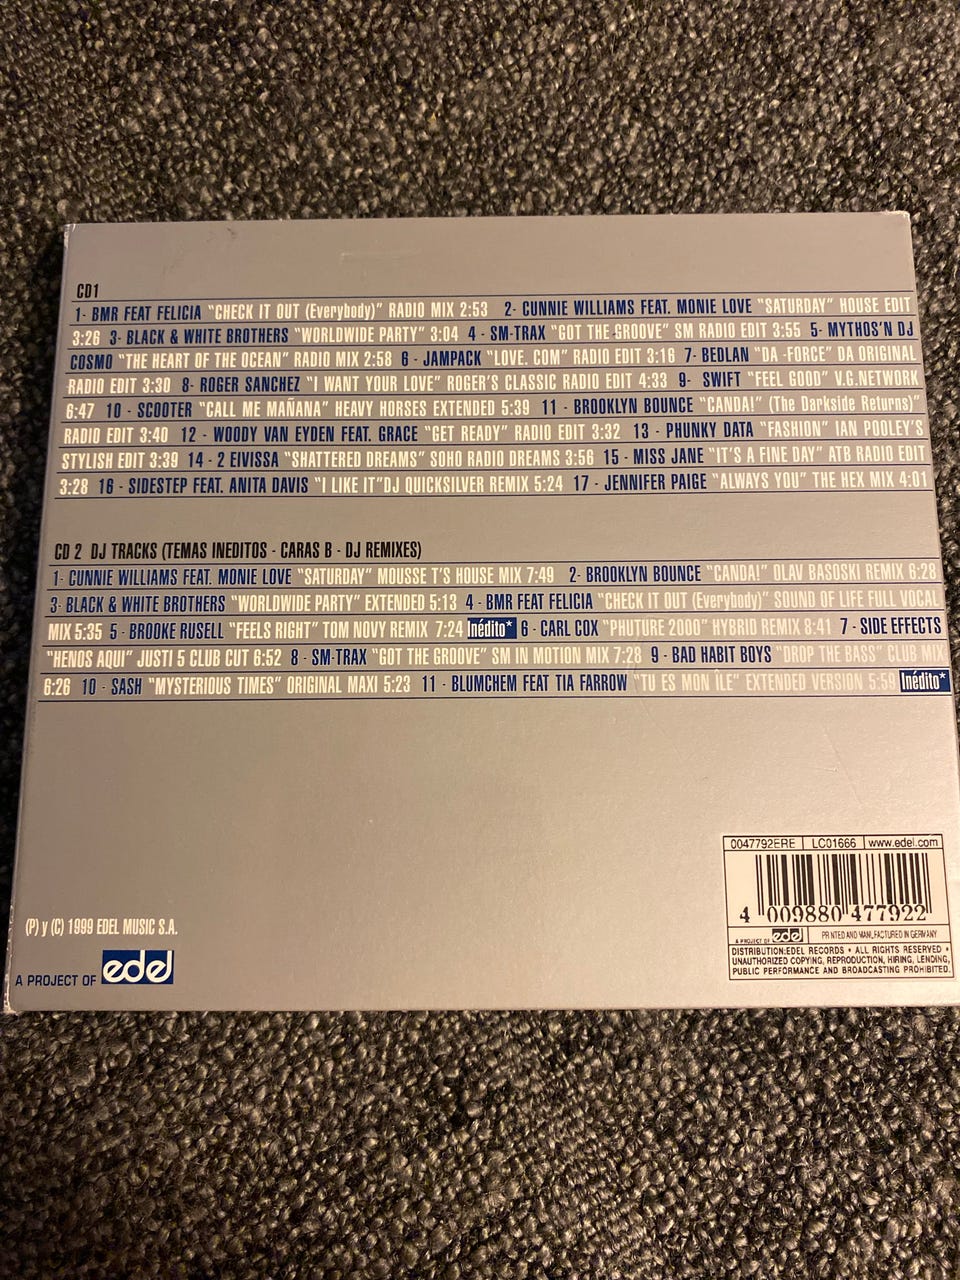 CD1
1- BMR FEAT FELICIA "CHECK IT OUT (Everybody)" RADIO MIX 2:53 2- CUNNIE WILLIAMS FEAT. MONIE LOVE "SATURDAY" HOUSE EDIT
3:26 3- BLACK & WHITE BROTHERS "WORLDWIDE PARTY" 3:04 4 - SM-TRAX "GOT THE GROOVE" SM RADIO EDIT 3:55 5- MYTHOS'N DJ
COSMO "THE HEART OF THE OCEAN" RADIO MIX 2:58 6 - JAMPACK "LOVE. COM" RADIO EDIT 3:16 7- BEDLAN "DA -FORCE" DA ORIGINAL
RADIO EDIT 3:30 8- ROGER SANCHEZ "I WANT YOUR LOVE" ROGER'S CLASSIC RADIO EDIT 4:33 9- SWIFT "FEEL GOOD" V.G.NETWORK
6:47 10 - SCOOTER "CALL ME MAÑANA" HEAVY HORSES EXTENDED 5:39 11 - BROOKLYN BOUNCE "CANDA!" (The Darkside Returns)"
RADIO EDIT 3:40 12 - WOODY VAN EYDEN FEAT. GRACE "GET READY" RADIO EDIT 3:32 13 - PHUNKY DATA "FASHION" IAN POOLEY'S
STYLISH EDIT 3:39 14 - 2 EIVISSA "SHATTERED DREAMS" SOHO RADIO DREAMS 3:56 15 - MISS JANE "IT'S A FINE DAY" ATB RADIO EDIT
3:28 16 - SIDESTEP FEAT. ANITA DAVIS "I LIKE IT"DJ QUICKSILVER REMIX 5:24 17 - JENNIFER PAIGE "ALWAYS YOU" THE HEX MIX 4:01
CD 2 DJ TRACKS (TEMAS INEDITOS - CARAS B - DJ REMIXES)
1- CUNNIE WILLIAMS FEAT. MONIE LOVE "SATURDAY" MOUSSE T'S HOUSE MIX 7:49 2- BROOKLYN BOUNCE "CANDA!" OLAV BASOSKI REMIX 6:28
3- BLACK & WHITE BROTHERS "WORLDWIDE PARTY" EXTENDED 5:13 4 - BMR FEAT FELICIA "CHECK IT OUT (Everybody)" SOUND OF LIFE FULL VOCAL
MIX 5:35 5 - BROOKE RUSELL "FEELS RIGHT" TOM NOVY REMIX 7:24 Inédito* 6 - CARL COX "PHUTURE 2000" HYBRID REMIX 8:41 7 - SIDE EFFECTS
"HENOS AQUI" JUSTI 5 CLUB CUT 6:52 8 - SM-TRAX "GOT THE GROOVE" SM IN MOTION MIX 7:28 9 - BAD HABIT BOYS "DROP THE BASS" CLUB MIX
6:26 10 - SASH "MYSTERIOUS TIMES" ORIGINAL MAXI 5:23 11 - BLUMCHEM FEAT TIA FARROW "TU ES MON ÎLE" EXTENDED VERSION 5:59 Inédito*
0047792ERE LC01666 www.edel.com
4 009880 477922
A PROJECT OF edel PRINTED AND MANUFACTURED IN GERMANY
DISTRIBUTION:EDEL RECORDS • ALL RIGHTS RESERVED •
UNAUTHORIZED COPYING, REPRODUCTION, HIRING, LENDING,
PUBLIC PERFORMANCE AND BROADCASTING PROHIBITED.
(P) y (C) 1999 EDEL MUSIC S.A.
A PROJECT OF edel